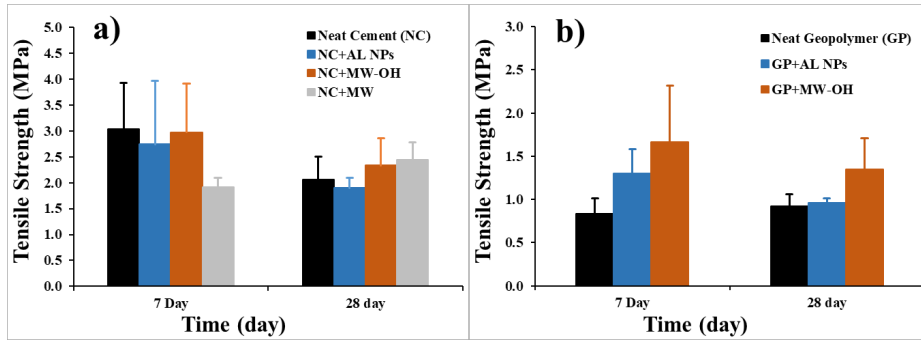 a)
Tensile Strength (MPa)
5.0
4.5
4.0
3.5
3.0
2.5
2.0
1.5
1.0
0.5
0.0
Neat Cement (NC)
NC+AL NPs
NC+MW-OH
NC+MW
7 Day
28 day
Time (day)
b)
Tensile Strength (MPa)
3.0
2.5
2.0
1.5
1.0
0.5
0.0
Neat Geopolymer (GP)
GP+AL NPs
GP+MW-OH
7 Day
28 day
Time (day)